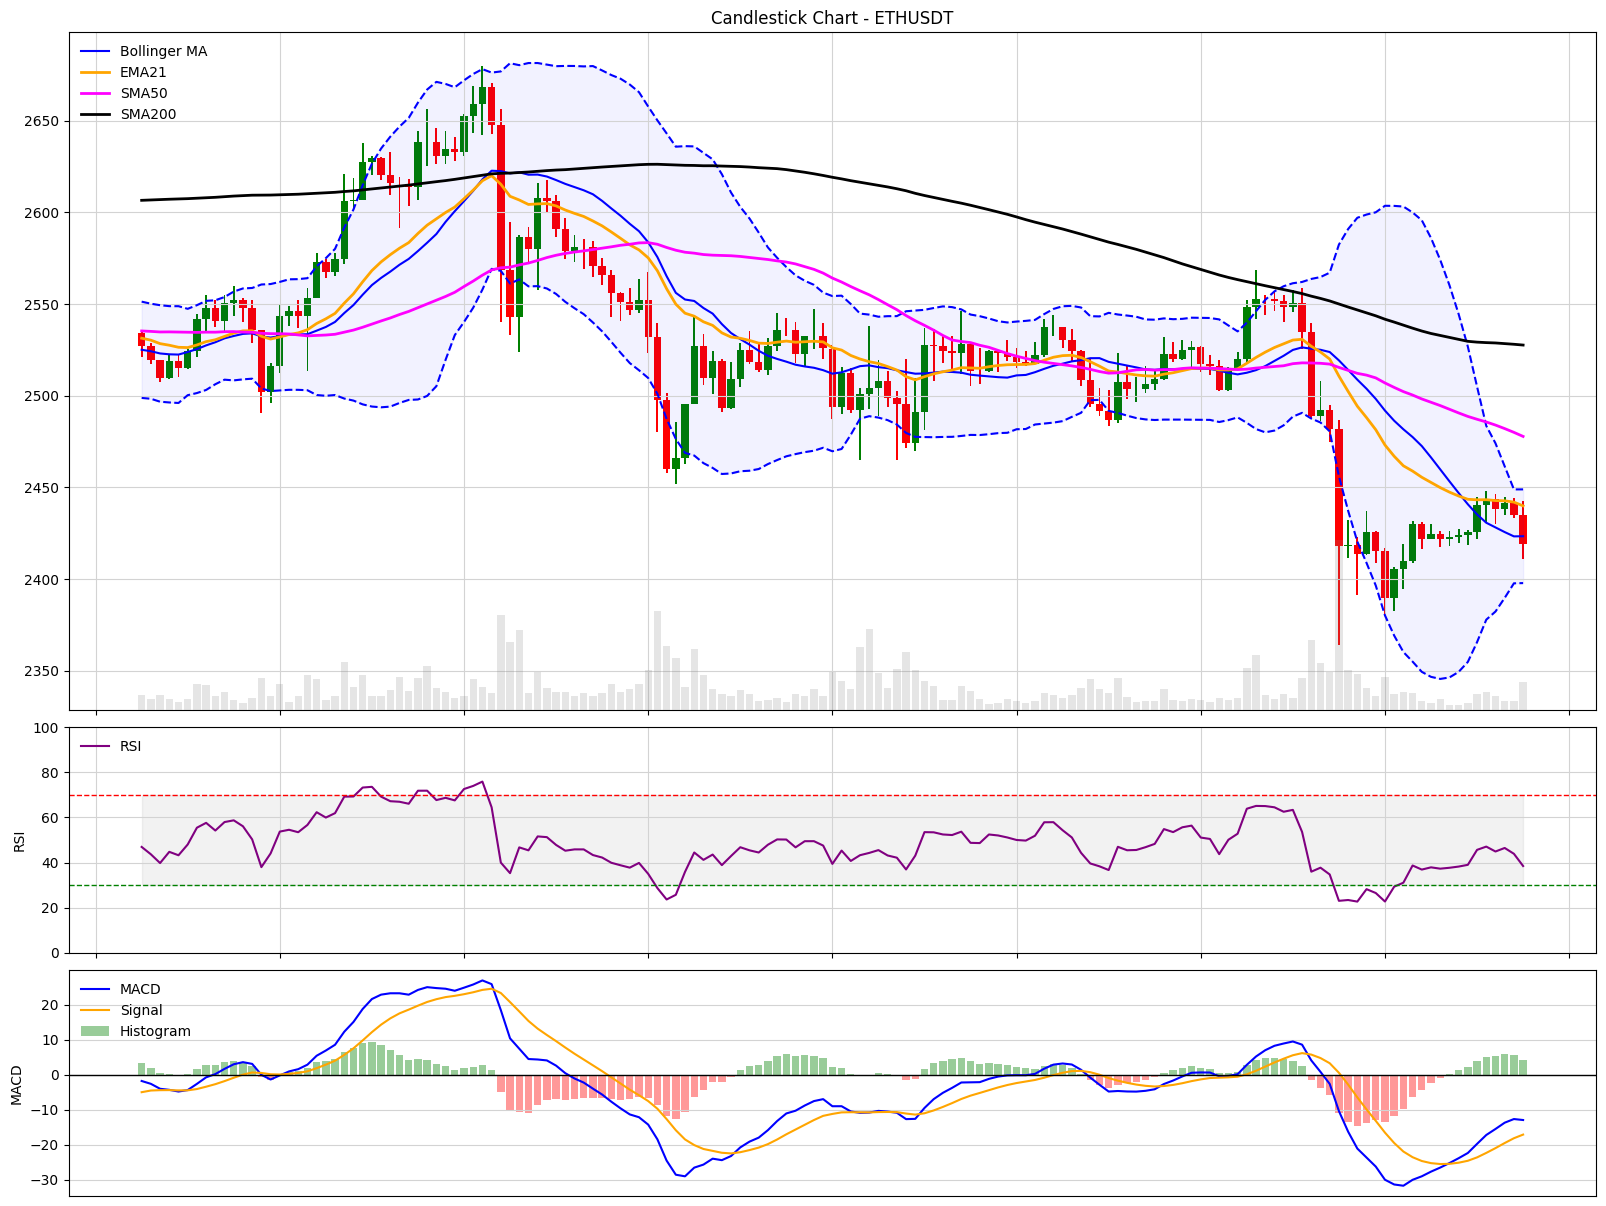 Candlestick Chart - ETHUSDT
Bollinger MA
EMA21
SMA50
SMA200
2650
2600
2550
2500
2450
2400
2350
100
80
60
40
20
0
RSI
RSI
20
10
0
−10
−20
−30
MACD
MACD
Signal
Histogram